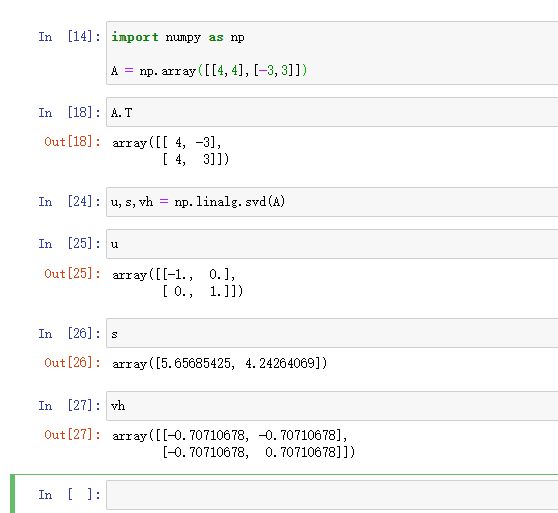 In [14]: import numpy as np
A = np.array([[4,4],[-3,3]])
In [18]: A.T
Out[18]: array([[ 4, -3],
[ 4,  3]])
In [24]: u,s,vh = np.linalg.svd(A)
In [25]: u
Out[25]: array([[-1.,  0.],
[ 0.,  1.]])
In [26]: s
Out[26]: array([5.65685425, 4.24264069])
In [27]: vh
Out[27]: array([[-0.70710678, -0.70710678],
[-0.70710678,  0.70710678]])
In [ ]: